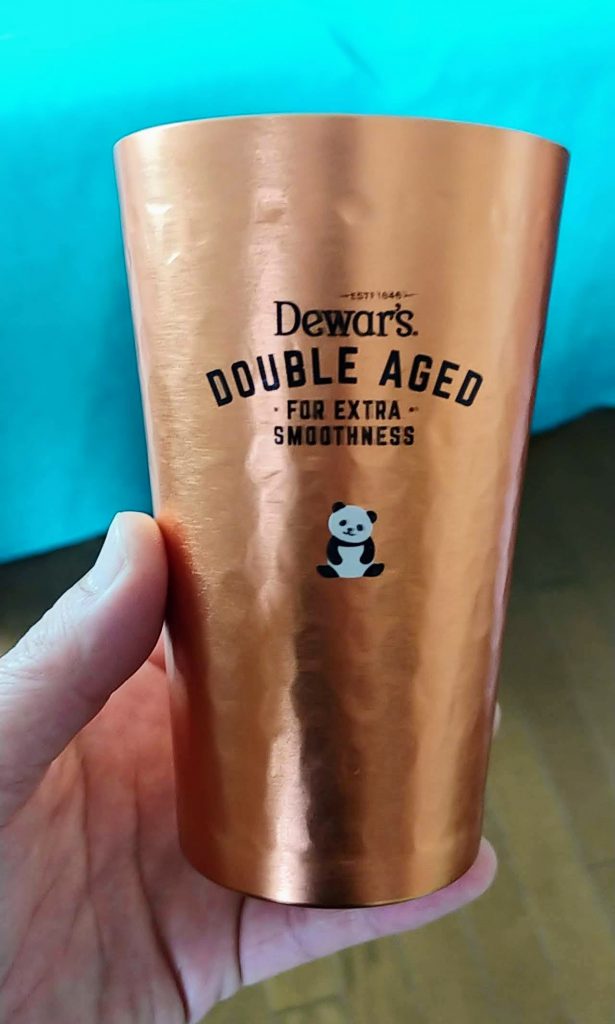 ESTD 1846
Dewar's.
DOUBLE AGED
· FOR EXTRA ·
SMOOTHNESS